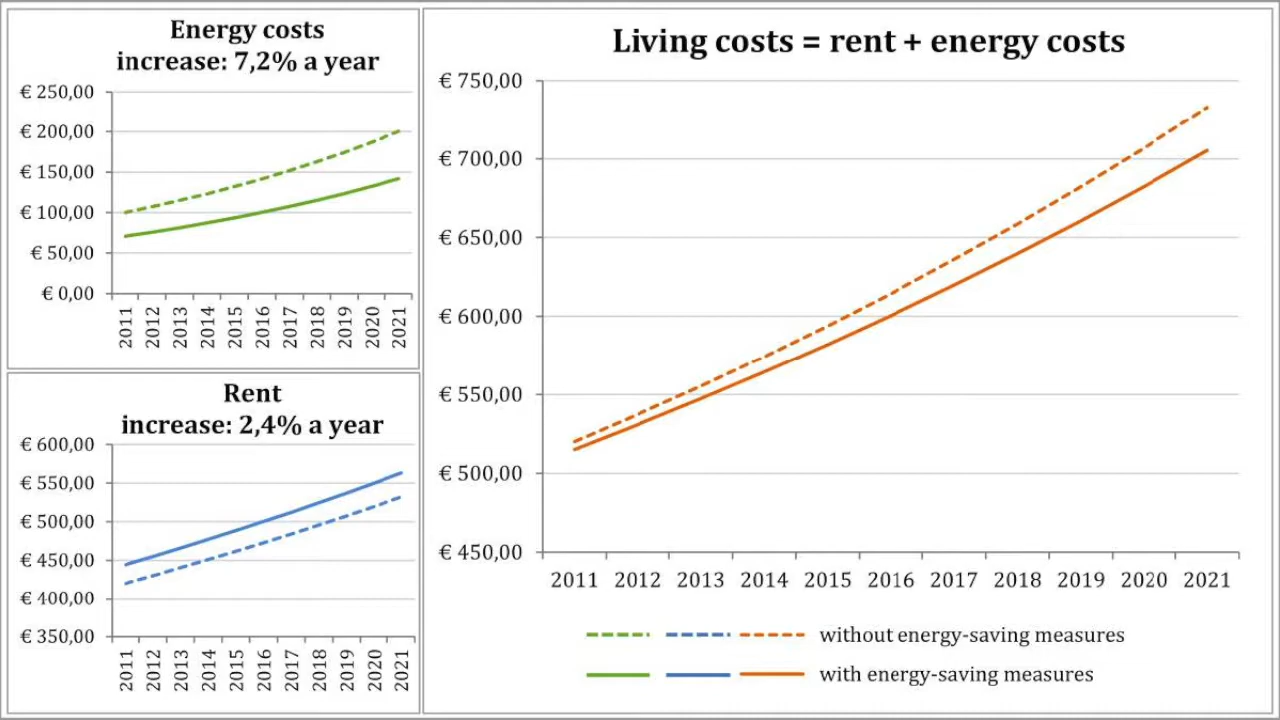 Energy costs
increase: 7,2% a year
€ 250,00
€ 200,00
€ 150,00
€ 100,00
€ 50,00
€ 0,00
2011 2012 2013 2014 2015 2016 2017 2018 2019 2020 2021
Rent
increase: 2,4% a year
€ 600,00
€ 550,00
€ 500,00
€ 450,00
€ 400,00
€ 350,00
2011 2012 2013 2014 2015 2016 2017 2018 2019 2020 2021
Living costs = rent + energy costs
€ 750,00
€ 700,00
€ 650,00
€ 600,00
€ 550,00
€ 500,00
€ 450,00
2011 2012 2013 2014 2015 2016 2017 2018 2019 2020 2021
without energy-saving measures
with energy-saving measures